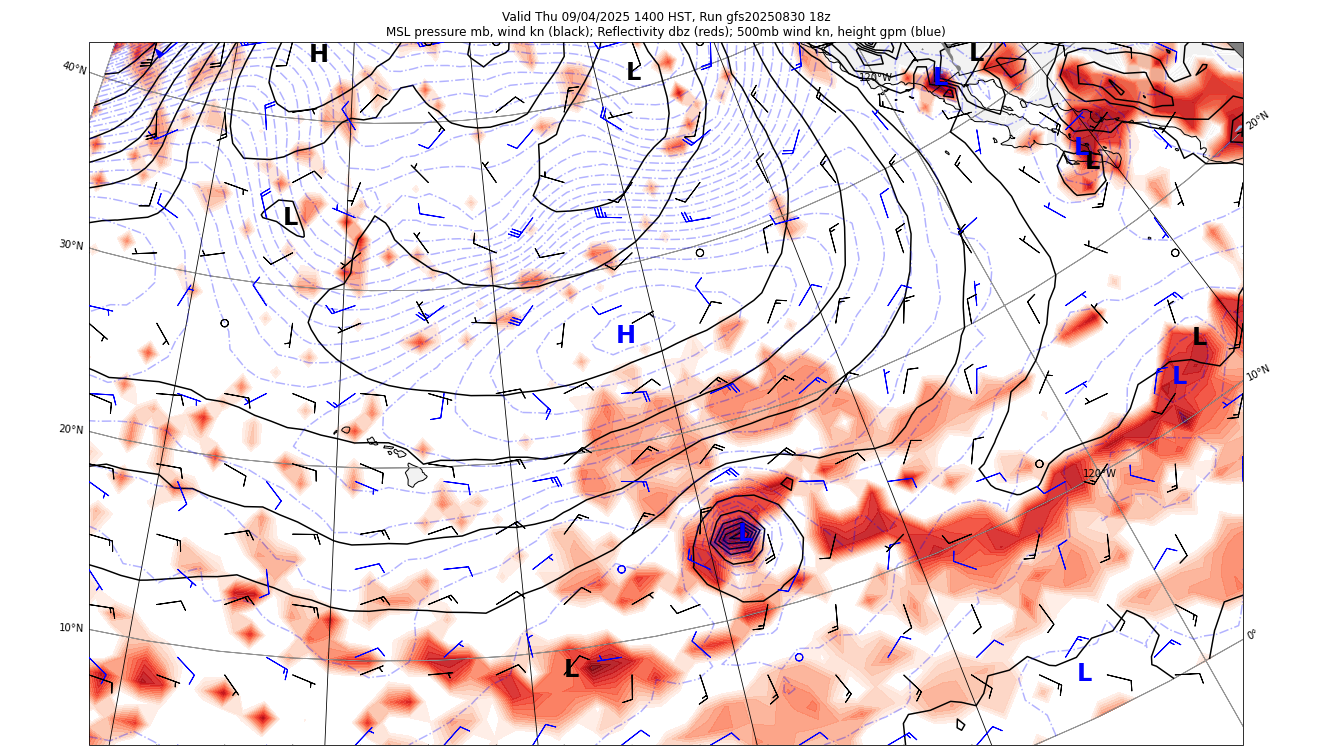 Valid Thu 09/04/2025 1400 HST, Run gfs20250830 18z
MSL pressure mb, wind kn (black); Reflectivity dbz (reds); 500mb wind kn, height gpm (blue)
H
L
L
L
40°N
120°W
20°N
L
L
L
30°N
H
L
L
10°N
20°N
120°W
L
10°N
0°
L
L